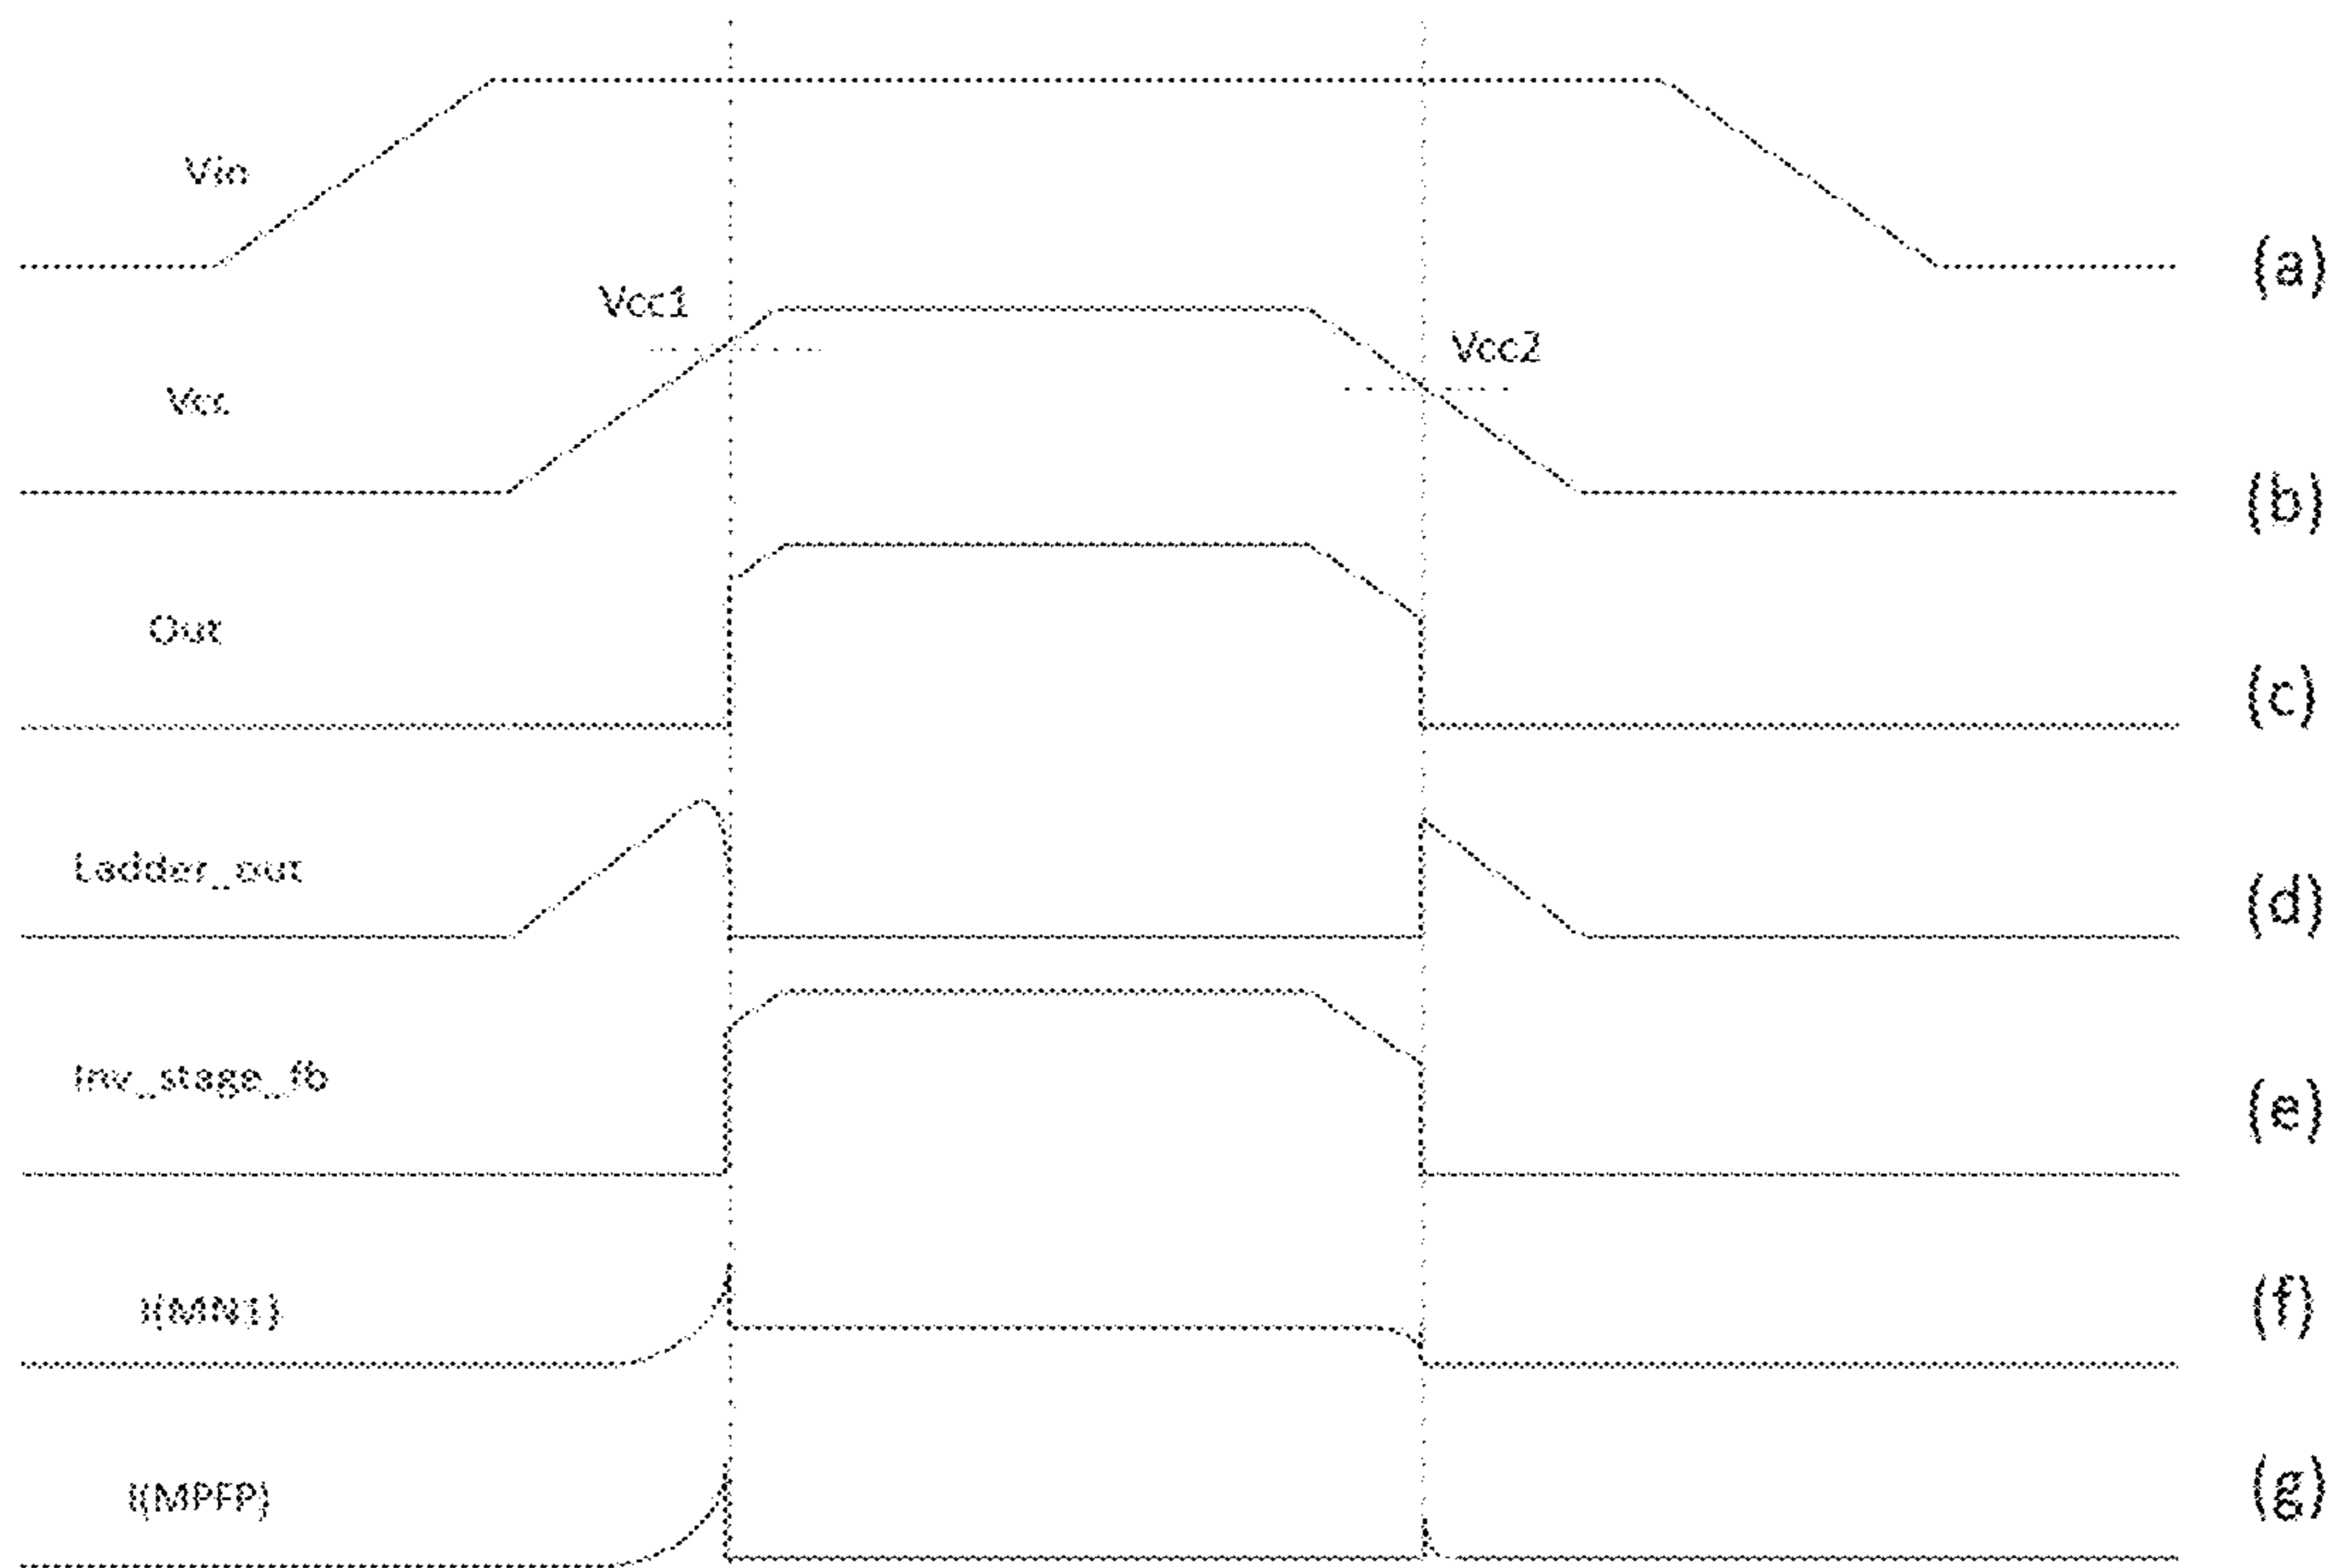 Vin
(a)
Vcc1
Vcc2
Vcc
(b)
Out
(c)
Ladder_out
(d)
Inv_stage_fb
(e)
I(MN1)
(f)
I(MPFP)
(g)